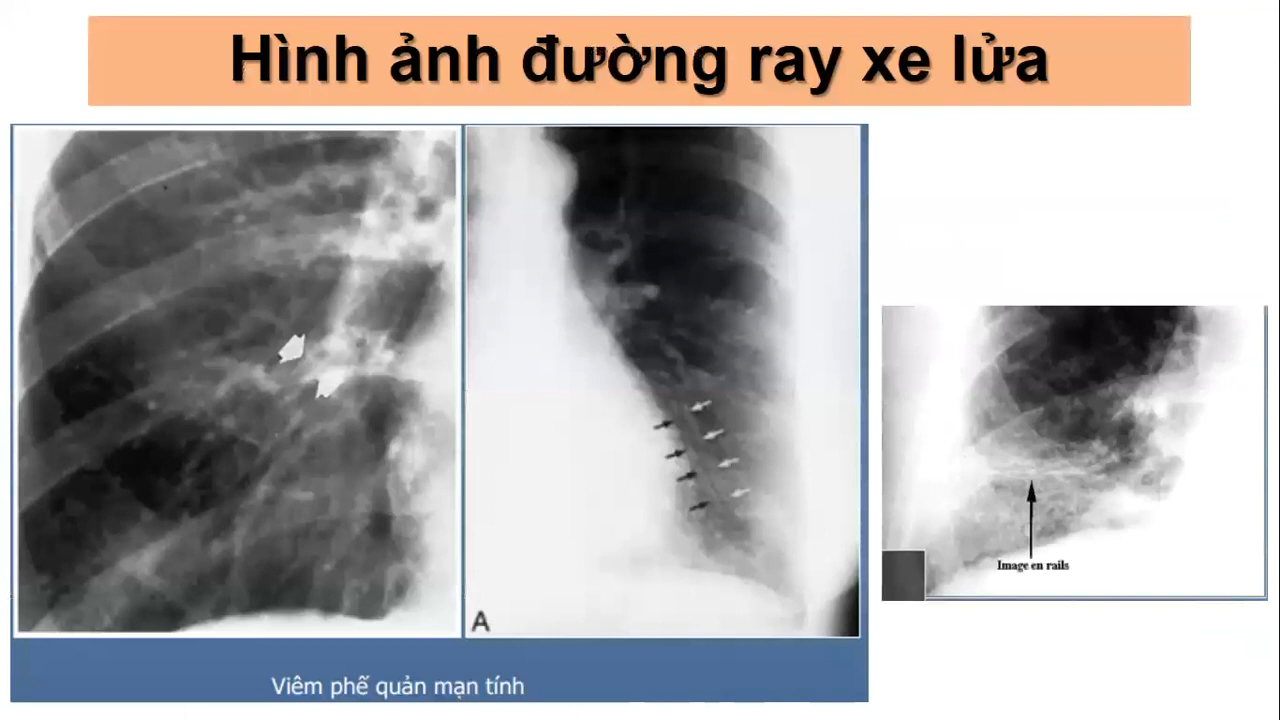 Hình ảnh đường ray xe lửa
A
Image en rails
Viêm phế quản mạn tính